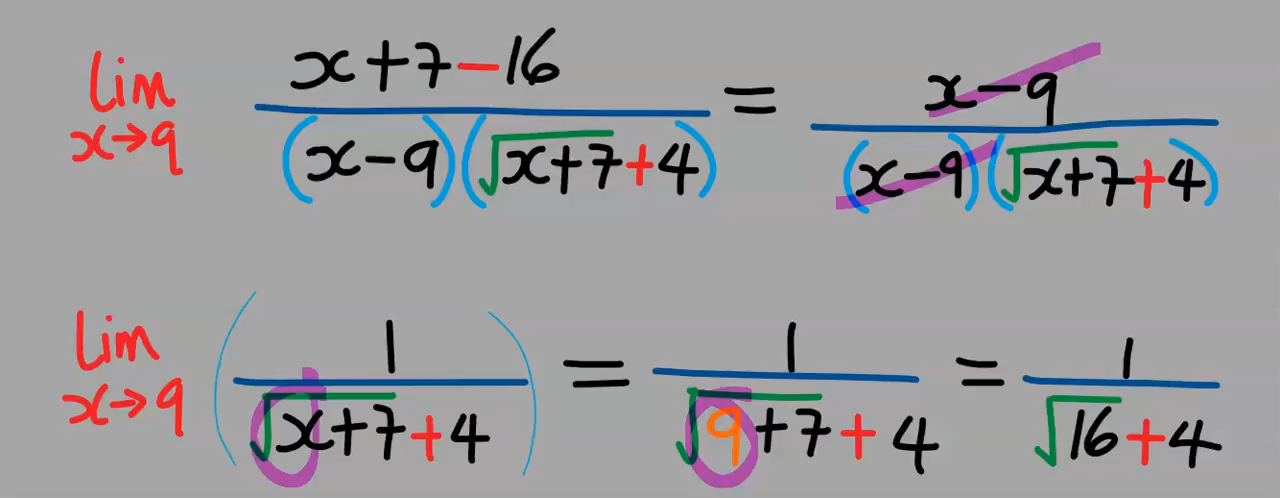 lim x→9 (x+7−16)/((x−9)(√(x+7)+4)) = (x−9)/((x−9)(√(x+7)+4))
lim x→9 (1/(√(x+7)+4)) = 1/(√(9+7)+4) = 1/(√16+4)